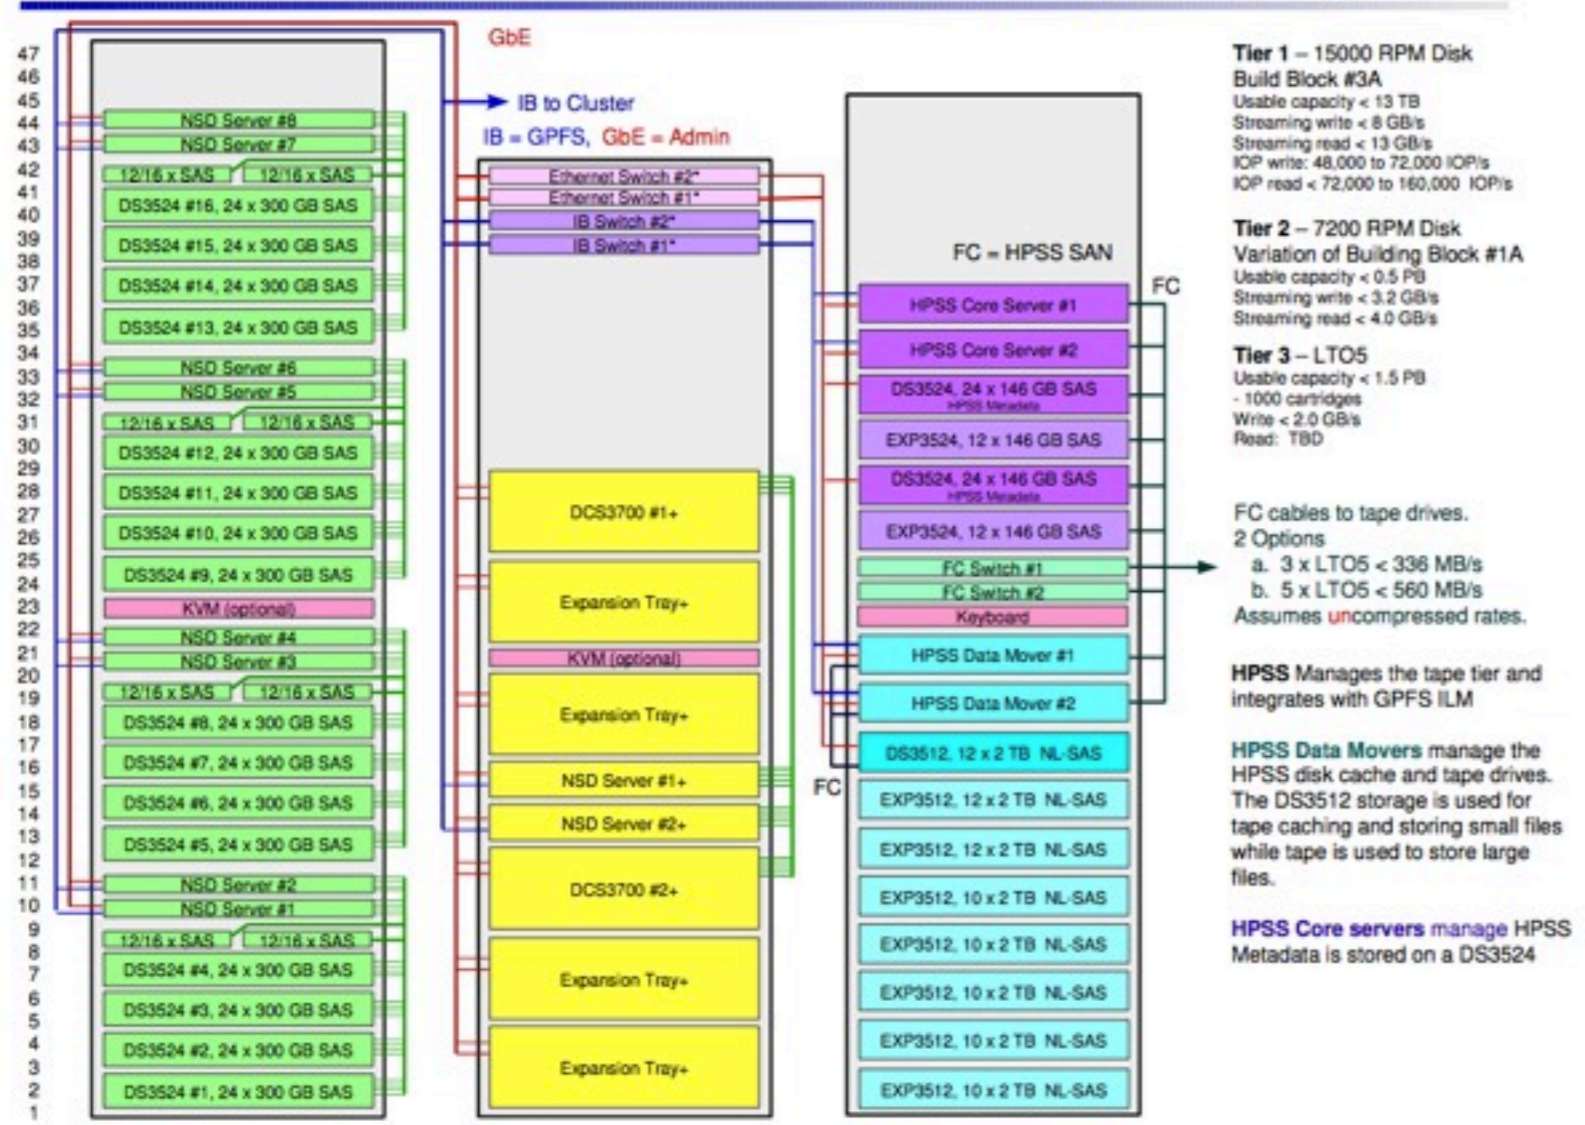 47
46
45
44
43
42
41
40
39
38
37
36
35
34
33
32
31
30
29
28
27
26
25
24
23
22
21
20
19
18
17
16
15
14
13
12
11
10
9
8
7
6
5
4
3
2
1
NSD Server #8
NSD Server #7
12/16 x SAS 12/16 x SAS
DS3524 #16, 24 x 300 GB SAS
DS3524 #15, 24 x 300 GB SAS
DS3524 #14, 24 x 300 GB SAS
DS3524 #13, 24 x 300 GB SAS
NSD Server #6
NSD Server #5
12/16 x SAS 12/16 x SAS
DS3524 #12, 24 x 300 GB SAS
DS3524 #11, 24 x 300 GB SAS
DS3524 #10, 24 x 300 GB SAS
DS3524 #9, 24 x 300 GB SAS
KVM (optional)
NSD Server #4
NSD Server #3
12/16 x SAS 12/16 x SAS
DS3524 #8, 24 x 300 GB SAS
DS3524 #7, 24 x 300 GB SAS
DS3524 #6, 24 x 300 GB SAS
DS3524 #5, 24 x 300 GB SAS
NSD Server #2
NSD Server #1
12/16 x SAS 12/16 x SAS
DS3524 #4, 24 x 300 GB SAS
DS3524 #3, 24 x 300 GB SAS
DS3524 #2, 24 x 300 GB SAS
DS3524 #1, 24 x 300 GB SAS
GbE
IB to Cluster
IB = GPFS, GbE = Admin
Ethernet Switch #2*
Ethernet Switch #1*
IB Switch #2*
IB Switch #1*
DCS3700 #1+
Expansion Tray+
KVM (optional)
Expansion Tray+
NSD Server #1+
NSD Server #2+
DCS3700 #2+
Expansion Tray+
Expansion Tray+
FC = HPSS SAN
FC
HPSS Core Server #1
HPSS Core Server #2
DS3524, 24 x 146 GB SAS
HPSS Metadata
EXP3524, 12 x 146 GB SAS
DS3524, 24 x 146 GB SAS
HPSS Metadata
EXP3524, 12 x 146 GB SAS
FC Switch #1
FC Switch #2
Keyboard
HPSS Data Mover #1
HPSS Data Mover #2
DS3512, 12 x 2 TB NL-SAS
FC
EXP3512, 12 x 2 TB NL-SAS
EXP3512, 12 x 2 TB NL-SAS
EXP3512, 10 x 2 TB NL-SAS
EXP3512, 10 x 2 TB NL-SAS
EXP3512, 10 x 2 TB NL-SAS
EXP3512, 10 x 2 TB NL-SAS
EXP3512, 10 x 2 TB NL-SAS
Tier 1 – 15000 RPM Disk
Build Block #3A
Usable capacity < 13 TB
Streaming write < 8 GB/s
Streaming read < 13 GB/s
IOP write: 48,000 to 72,000 IOP/s
IOP read < 72,000 to 160,000 IOP/s
Tier 2 – 7200 RPM Disk
Variation of Building Block #1A
Usable capacity < 0.5 PB
Streaming write < 3.2 GB/s
Streaming read < 4.0 GB/s
Tier 3 – LTO5
Usable capacity < 1.5 PB
- 1000 cartridges
Write < 2.0 GB/s
Read: TBD
FC cables to tape drives.
2 Options
a. 3 x LTO5 < 336 MB/s
b. 5 x LTO5 < 560 MB/s
Assumes uncompressed rates.
HPSS Manages the tape tier and
integrates with GPFS ILM
HPSS Data Movers manage the
HPSS disk cache and tape drives.
The DS3512 storage is used for
tape caching and storing small files
while tape is used to store large
files.
HPSS Core servers manage HPSS
Metadata is stored on a DS3524